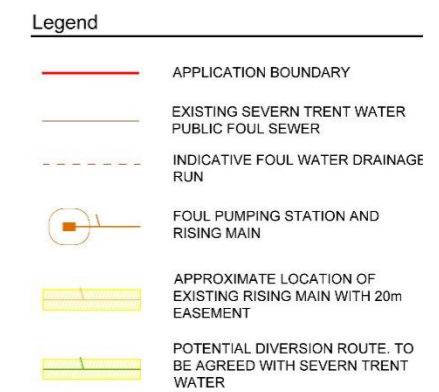 Legend
APPLICATION BOUNDARY
EXISTING SEVERN TRENT WATER
PUBLIC FOUL SEWER
INDICATIVE FOUL WATER DRAINAGE
RUN
FOUL PUMPING STATION AND
RISING MAIN
APPROXIMATE LOCATION OF
EXISTING RISING MAIN WITH 20m
EASEMENT
POTENTIAL DIVERSION ROUTE. TO
BE AGREED WITH SEVERN TRENT
WATER